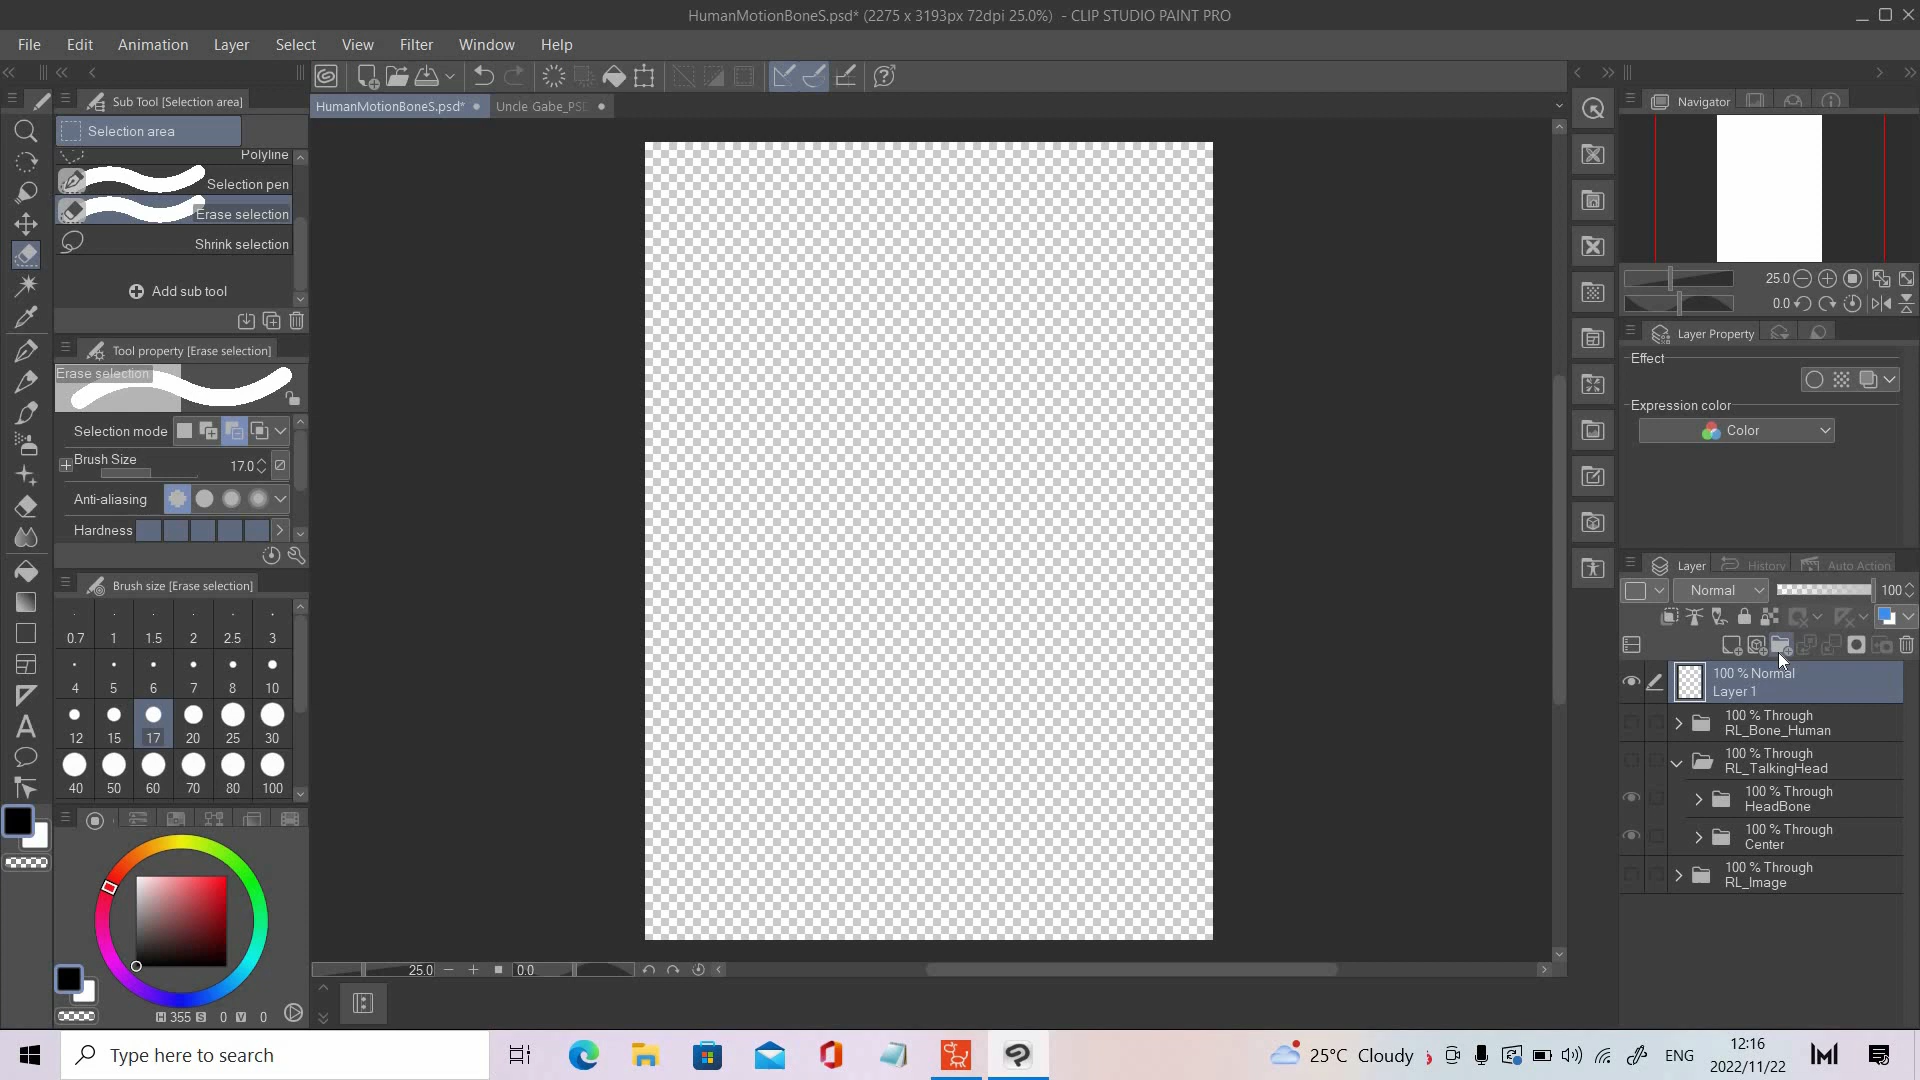 HumanMotionBoneS.psd* (2275 x 3193px 72dpi 25.0%) - CLIP STUDIO PAINT PRO
File Edit Animation Layer Select View Filter Window Help
Sub Tool [Selection area]
HumanMotionBoneS.psd*
Uncle Gabe_PS
Navigator
Selection area
Polyline
Selection pen
Erase selection
Shrink selection
Add sub tool
25.0
0.0
Tool property [Erase selection]
Layer Property
Erase selection
Effect
Expression color
Color
Selection mode
Brush Size
17.0
Anti-aliasing
Hardness
Brush size [Erase selection]
Layer
History
Auto Action
Normal
100
0.7 1 1.5 2 2.5 3
4 5 6 7 8 10
12 15 17 20 25 30
40 50 60 70 80 100
100 % Normal
Layer 1
100 % Through
RL_Bone_Human
100 % Through
RL_TalkingHead
100 % Through
HeadBone
100 % Through
Center
100 % Through
RL_Image
25.0
0.0
H 355 S 0 V 0
Type here to search
25°C Cloudy
ENG
12:16
2022/11/22